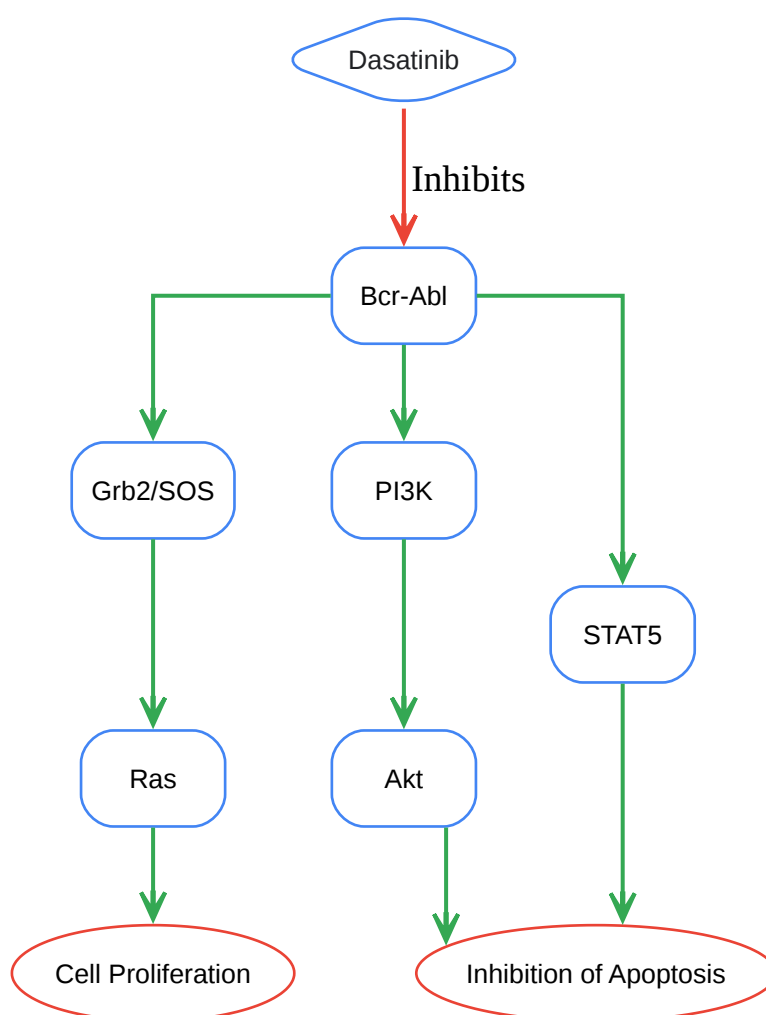 Dasatinib
Inhibits
Bcr-Abl
Grb2/SOS
PI3K
STAT5
Ras
Akt
Cell Proliferation
Inhibition of Apoptosis